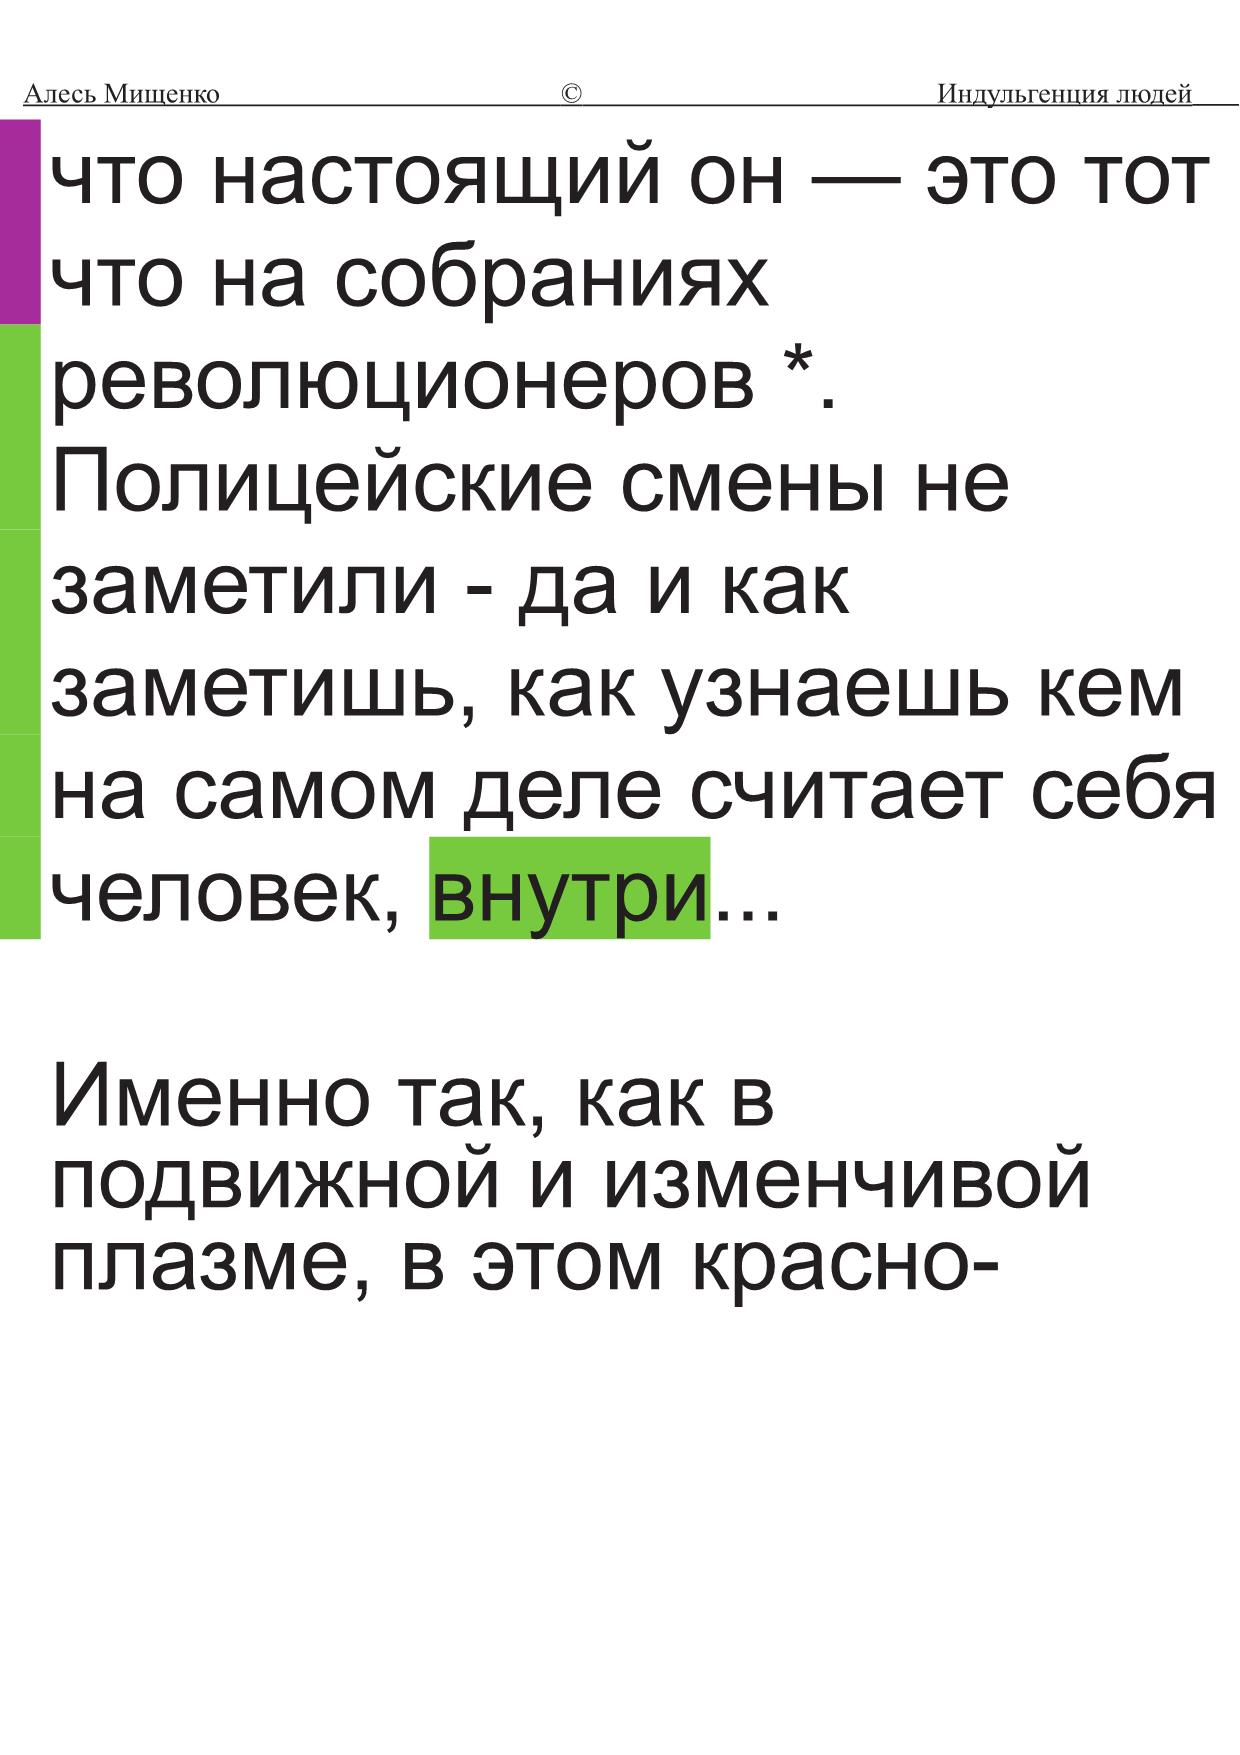 Алесь Мищенко © Индульгенция людей
что настоящий он — это тот
что на собраниях
революционеров *.
Полицейские смены не
заметили - да и как
заметишь, как узнаешь кем
на самом деле считает себя
человек, внутри...
Именно так, как в
подвижной и изменчивой
плазме, в этом красно-